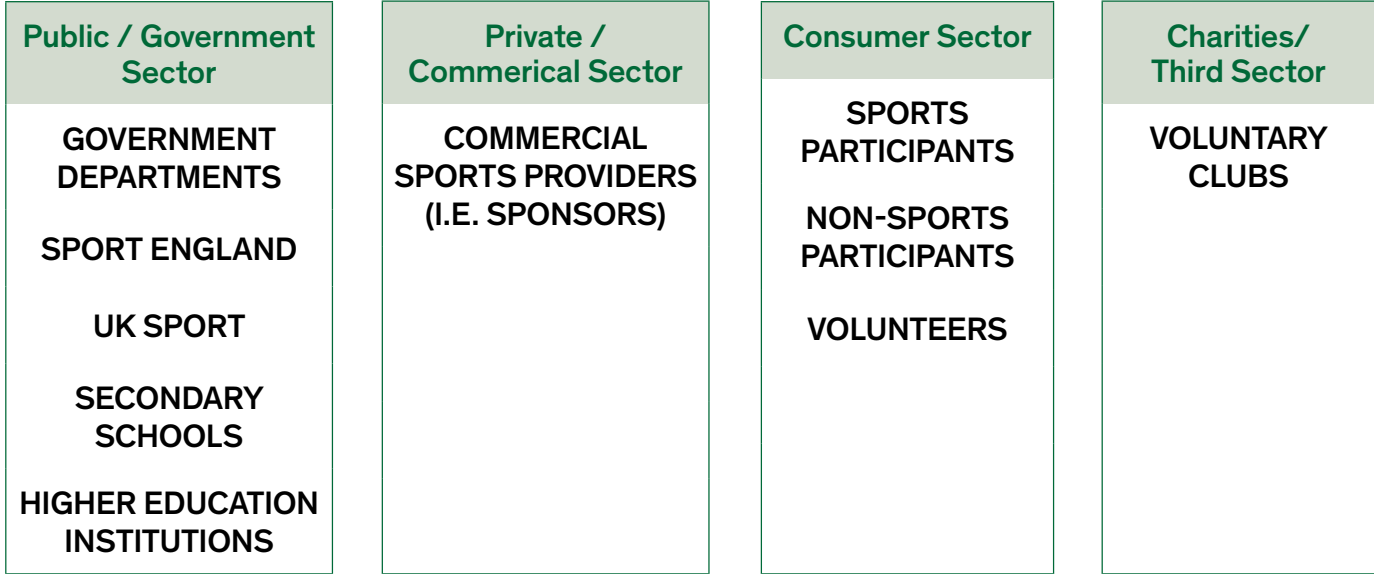 Public / Government
Sector
GOVERNMENT
DEPARTMENTS
SPORT ENGLAND
UK SPORT
SECONDARY
SCHOOLS
HIGHER EDUCATION
INSTITUTIONS
Private /
Commerical Sector
COMMERCIAL
SPORTS PROVIDERS
(I.E. SPONSORS)
Consumer Sector
SPORTS
PARTICIPANTS
NON-SPORTS
PARTICIPANTS
VOLUNTEERS
Charities/
Third Sector
VOLUNTARY
CLUBS